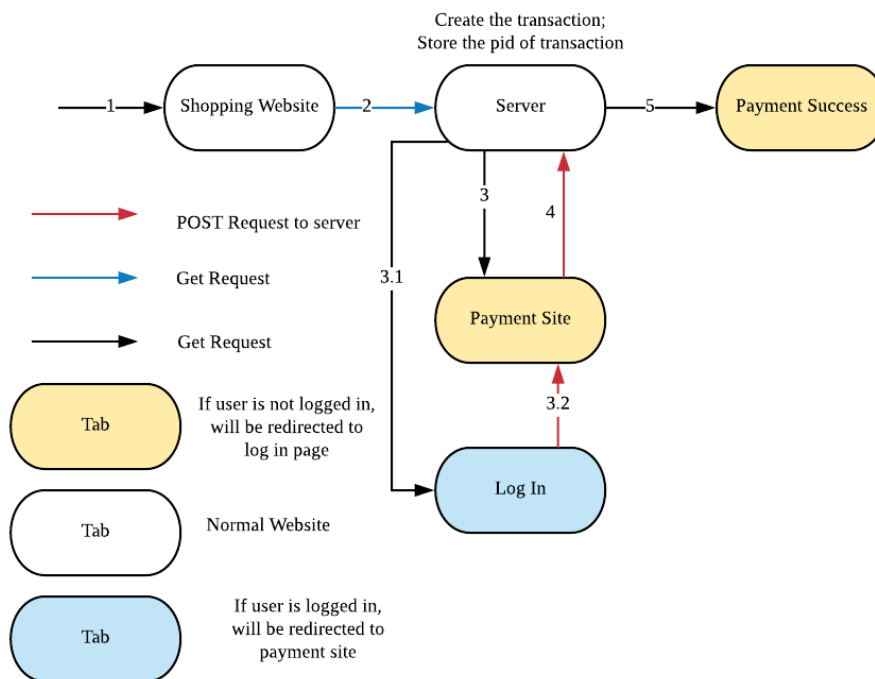 Create the transaction;
Store the pid of transaction
1
Shopping Website
2
Server
5
Payment Success
3
4
POST Request to server
3.1
Get Request
Payment Site
Get Request
3.2
Tab
If user is not logged in,
will be redirected to
log in page
Log In
Tab
Normal Website
Tab
If user is logged in,
will be redirected to
payment site